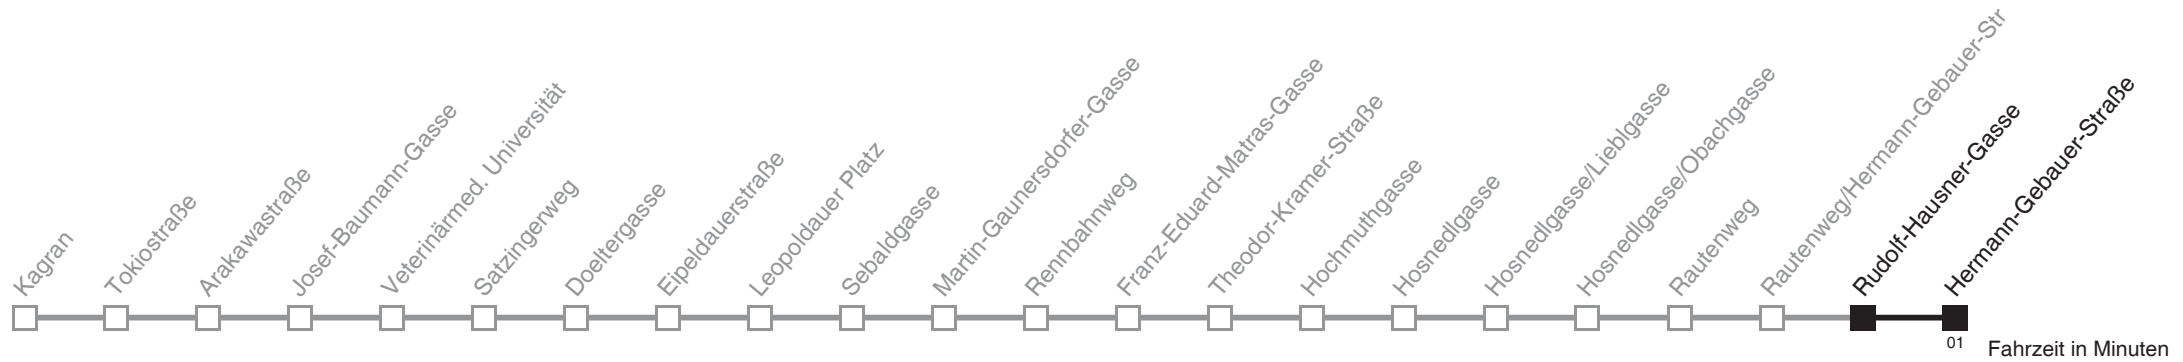 Kagran
Tokiostraße
Arakawastraße
Josef-Baumann-Gasse
Veterinärmed. Universität
Satzingerweg
Doeltergasse
Eipeldauerstraße
Leopoldauer Platz
Sebaldgasse
Martin-Gaunersdorfer-Gasse
Rennbahnweg
Franz-Eduard-Matras-Gasse
Theodor-Kramer-Straße
Hochmuthgasse
Hosnedlgasse
Hosnedlgasse/Lieblgasse
Hosnedlgasse/Obachgasse
Rautenweg
Rautenweg/Hermann-Gebauer-Str
Rudolf-Hausner-Gasse
Hermann-Gebauer-Straße
01
Fahrzeit in Minuten